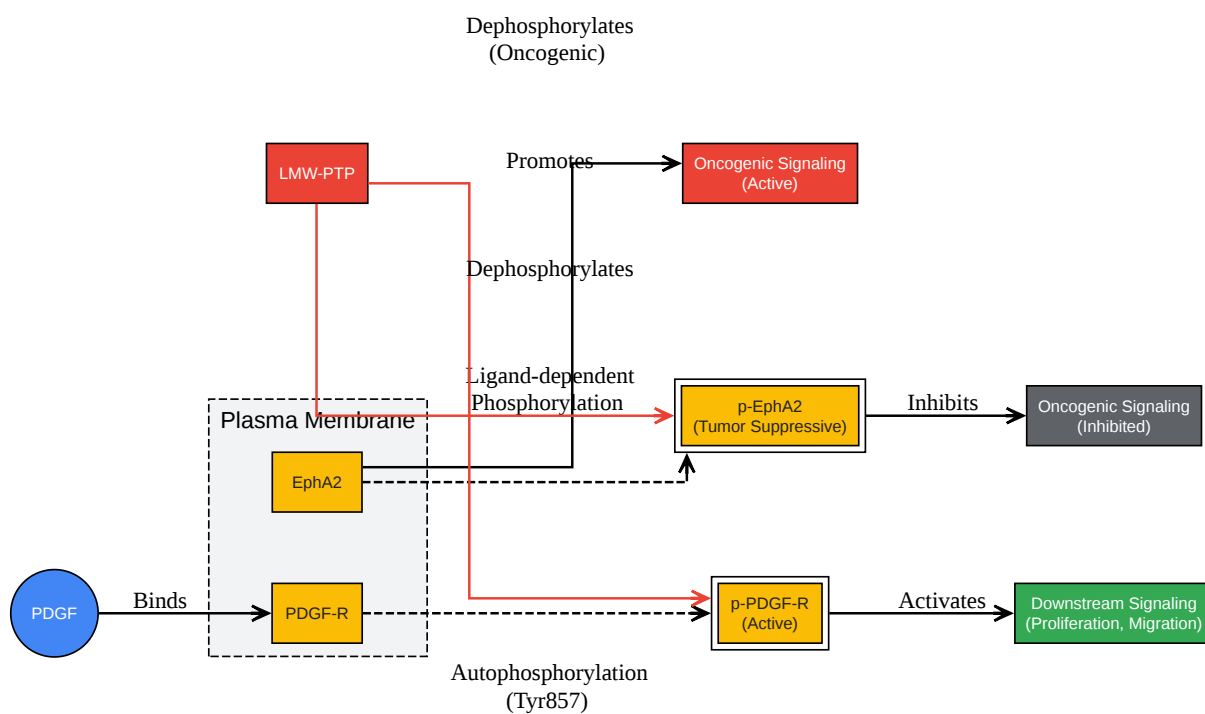 Dephosphorylates
(Oncogenic)
LMW-PTP
Promotes
Oncogenic Signaling
(Active)
Dephosphorylates
Ligand-dependent
Phosphorylation
Plasma Membrane
p-EphA2
(Tumor Suppressive)
Inhibits
Oncogenic Signaling
(Inhibited)
EphA2
PDGF
Binds
PDGF-R
p-PDGF-R
(Active)
Activates
Downstream Signaling
(Proliferation, Migration)
Autophosphorylation
(Tyr857)